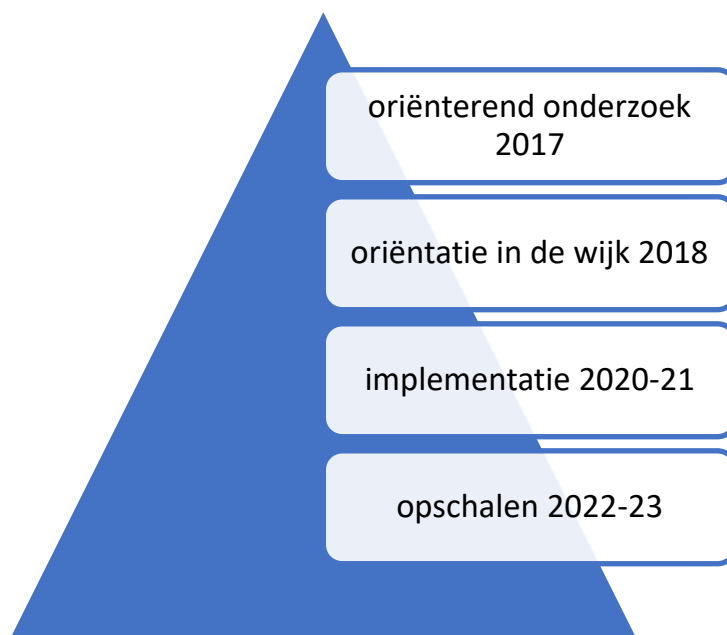 oriënterend onderzoek
2017
oriëntatie in de wijk 2018
implementatie 2020-21
opschalen 2022-23